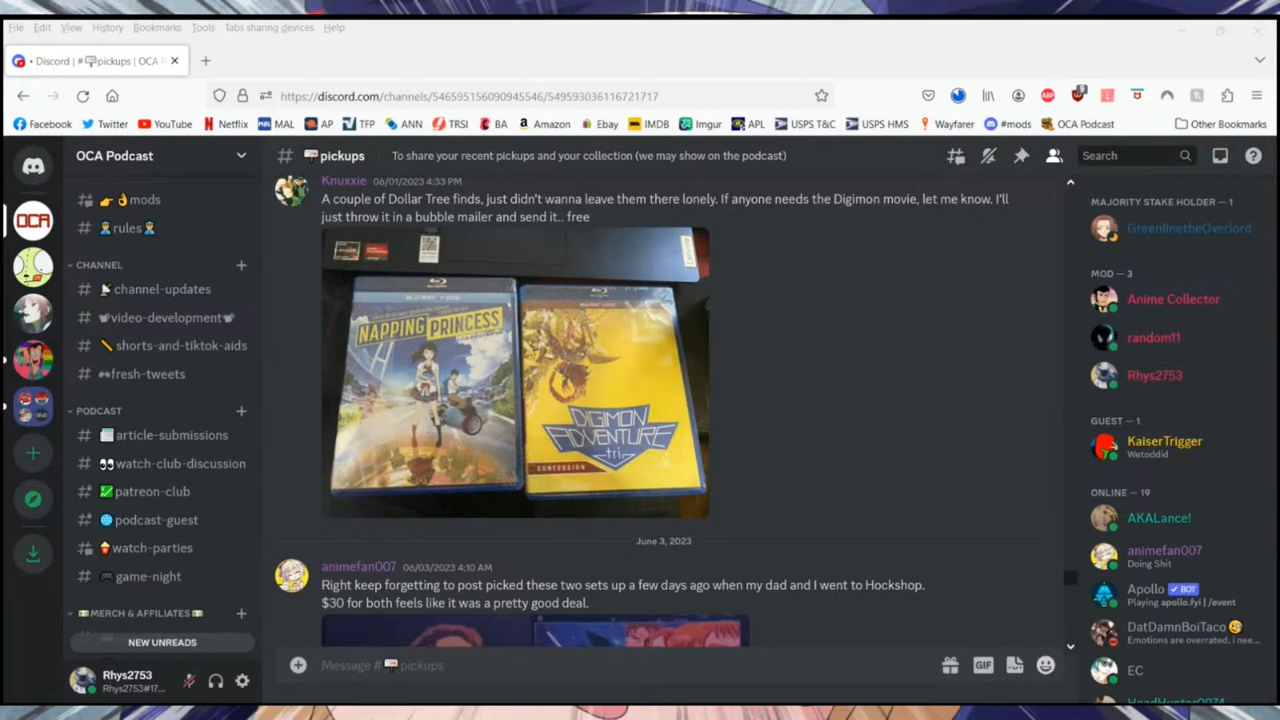 File Edit View History Bookmarks Tools Tabs sharing devices Help
• Discord | # pickups | OCA P
https://discord.com/channels/546595156090945546/549593036116721717
Facebook Twitter YouTube Netflix MAL AP TFP ANN TRSI BA Amazon Ebay IMDB Imgur APL USPS T&C USPS HMS Wayfarer #mods OCA Podcast Other Bookmarks
OCA Podcast
# pickups To share your recent pickups and your collection (we may show on the podcast)
Search
mods
rules
CHANNEL
channel-updates
video-development
shorts-and-tiktok-aids
fresh-tweets
PODCAST
article-submissions
watch-club-discussion
patreon-club
podcast-guest
watch-parties
game-night
MERCH & AFFILIATES
NEW UNREADS
Rhys2753
Rhys2753#17...
Knuxxie 06/01/2023 4:33 PM
A couple of Dollar Tree finds, just didn't wanna leave them there lonely. If anyone needs the Digimon movie, let me know. I'll
just throw it in a bubble mailer and send it.. free
NAPPING PRINCESS
DIGIMON
ADVENTURE
tri.
CONFESSION
June 3, 2023
animefan007 06/03/2023 4:10 AM
Right keep forgetting to post picked these two sets up a few days ago when my dad and I went to Hockshop.
$30 for both feels like it was a pretty good deal.
Message # pickups
GIF
MAJORITY STAKE HOLDER — 1
GreenlinetheOverlord
MOD — 3
Anime Collector
random11
Rhys2753
GUEST — 1
KaiserTrigger
Wetoddid
ONLINE — 19
AKALance!
animefan007
Doing Shit
Apollo BOT
Playing apollo.fyi | /event
DatDamnBoiTaco
Emotions are overrated, i nee...
EC